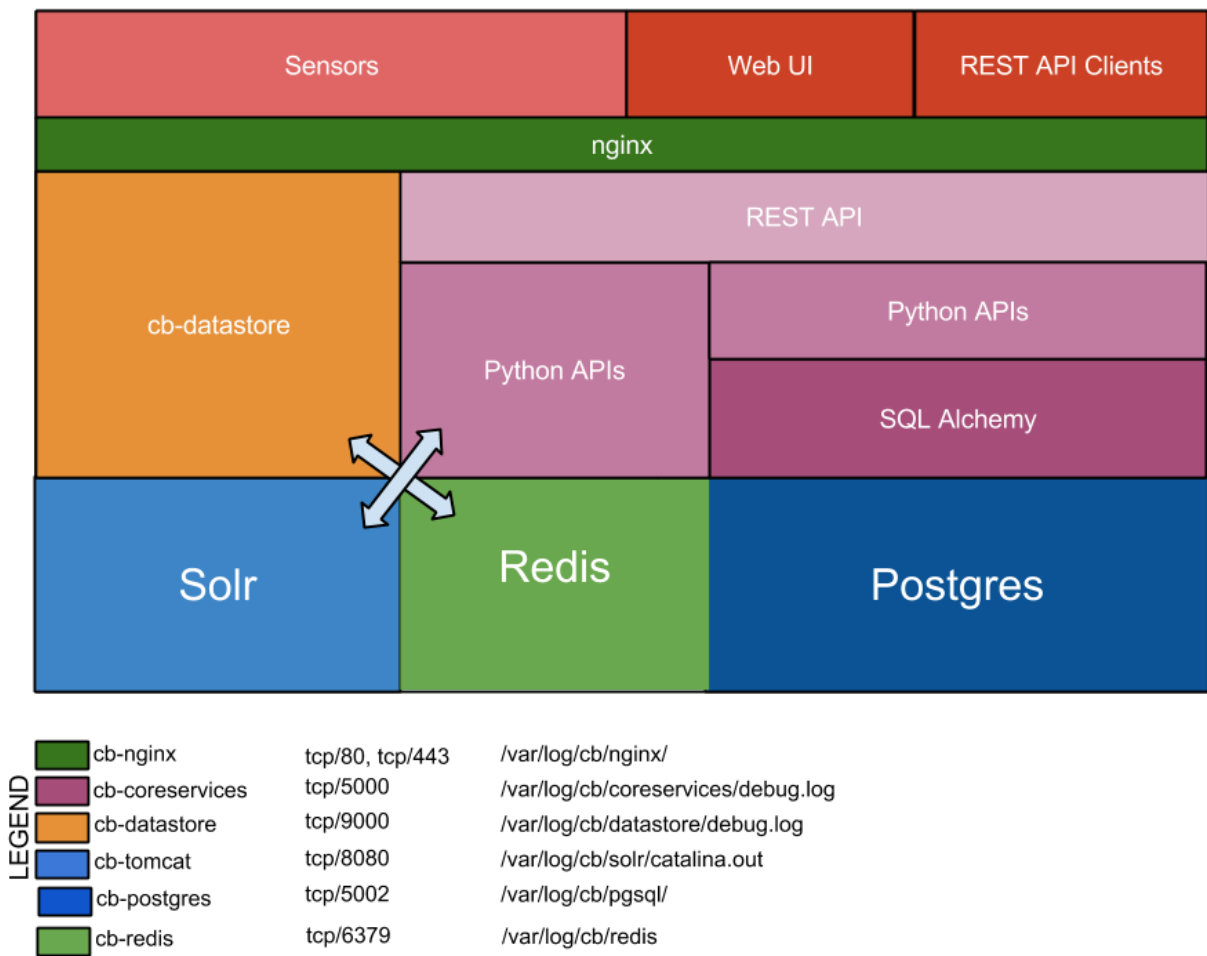 Sensors
Web UI
REST API Clients
nginx
REST API
cb-datastore
Python APIs
Python APIs
SQL Alchemy
Solr
Redis
Postgres
LEGEND
cb-nginx tcp/80, tcp/443 /var/log/cb/nginx/
cb-coreservices tcp/5000 /var/log/cb/coreservices/debug.log
cb-datastore tcp/9000 /var/log/cb/datastore/debug.log
cb-tomcat tcp/8080 /var/log/cb/solr/catalina.out
cb-postgres tcp/5002 /var/log/cb/pgsql/
cb-redis tcp/6379 /var/log/cb/redis